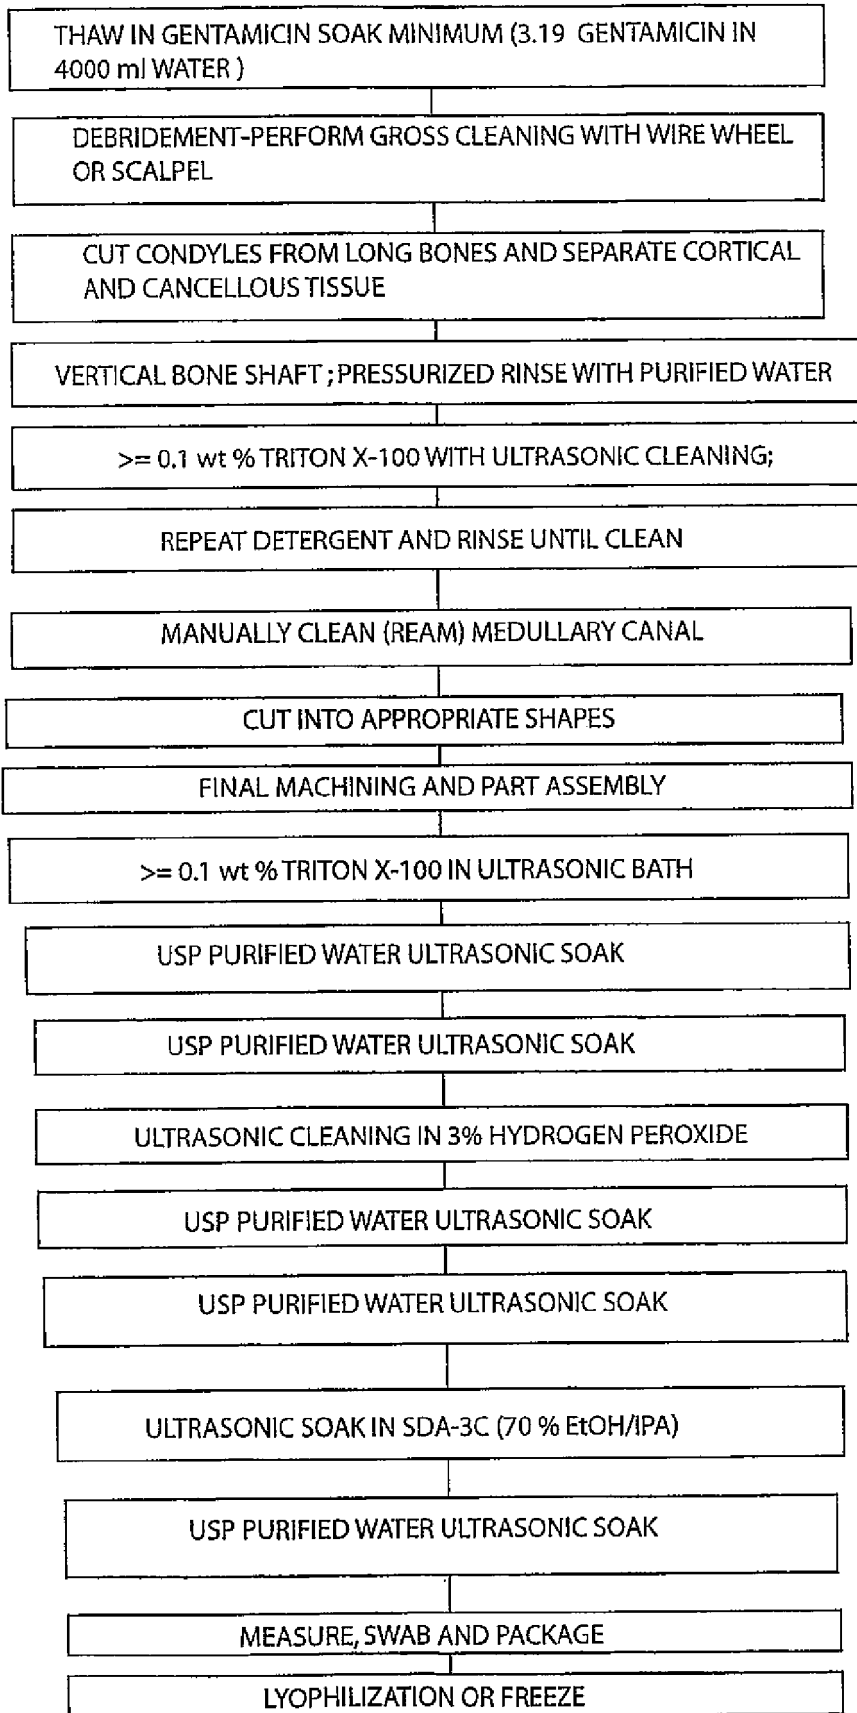 THAW IN GENTAMICIN SOAK MINIMUM (3.19 GENTAMICIN IN
4000 ml WATER )
DEBRIDEMENT-PERFORM GROSS CLEANING WITH WIRE WHEEL
OR SCALPEL
CUT CONDYLES FROM LONG BONES AND SEPARATE CORTICAL
AND CANCELLOUS TISSUE
VERTICAL BONE SHAFT ; PRESSURIZED RINSE WITH PURIFIED WATER
>= 0.1 wt % TRITON X-100 WITH ULTRASONIC CLEANING;
REPEAT DETERGENT AND RINSE UNTIL CLEAN
MANUALLY CLEAN (REAM) MEDULLARY CANAL
CUT INTO APPROPRIATE SHAPES
FINAL MACHINING AND PART ASSEMBLY
>= 0.1 wt % TRITON X-100 IN ULTRASONIC BATH
USP PURIFIED WATER ULTRASONIC SOAK
USP PURIFIED WATER ULTRASONIC SOAK
ULTRASONIC CLEANING IN 3% HYDROGEN PEROXIDE
USP PURIFIED WATER ULTRASONIC SOAK
USP PURIFIED WATER ULTRASONIC SOAK
ULTRASONIC SOAK IN SDA-3C (70 % EtOH/IPA)
USP PURIFIED WATER ULTRASONIC SOAK
MEASURE, SWAB AND PACKAGE
LYOPHILIZATION OR FREEZE